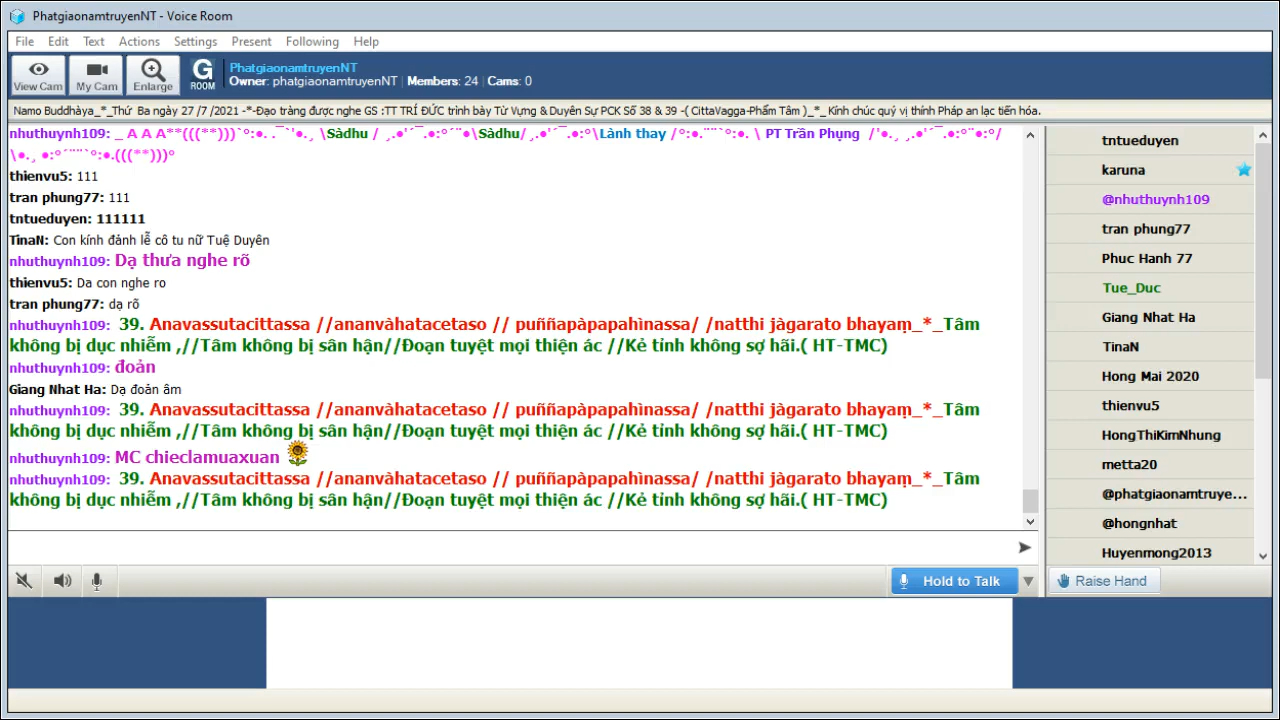 PhatgiaonamtruyenNT - Voice Room
File Edit Text Actions Settings Present Following Help
View Cam My Cam Enlarge G ROOM
PhatgiaonamtruyenNT
Owner: phatgiaonamtruyenNT Members: 24 Cams: 0
Namo Buddhàya_*_Thứ Ba ngày 27 /7 /2021 -*-Đạo tràng được nghe GS :TT TRÍ ĐỨC trình bày Từ Vựng & Duyên Sự PCK Số 38 & 39 -( CittaVagga-Phẩm Tâm )_*_ Kính chúc quý vị thính Pháp an lạc tiến hóa.
nhuthuynh109: _ A A A**(((**)))`°:•. .¯`'•.¸ \Sàdhu / ¸.•'´¯.•:°´¨•\Sàdhu/¸.•'´¯.•:°\Lành thay /°:•.¨¨`°:•. \ PT Trần Phụng /'•.¸ ¸.•'´¯.•:°¨•:°/
\•.¸ •:°´¨¨`°:•.(((**)))°
thienvu5: 111
tran phung77: 111
tntueduyen: 111111
TinaN: Con kính đảnh lễ cô tu nữ Tuệ Duyên
nhuthuynh109: Dạ thưa nghe rõ
thienvu5: Da con nghe ro
tran phung77: dạ rõ
nhuthuynh109: 39. Anavassutacittassa //ananvàhatacetaso // puññapàpapahìnassa/ /natthi jàgarato bhayaṃ_*_Tâm
không bị dục nhiễm ,//Tâm không bị sân hận//Đoạn tuyệt mọi thiện ác //Kẻ tỉnh không sợ hãi.( HT-TMC)
nhuthuynh109: đoản
Giang Nhat Ha: Dạ đoản âm
nhuthuynh109: 39. Anavassutacittassa //ananvàhatacetaso // puññapàpapahìnassa/ /natthi jàgarato bhayaṃ_*_Tâm
không bị dục nhiễm ,//Tâm không bị sân hận//Đoạn tuyệt mọi thiện ác //Kẻ tỉnh không sợ hãi.( HT-TMC)
nhuthuynh109: MC chieclamuaxuan
nhuthuynh109: 39. Anavassutacittassa //ananvàhatacetaso // puññapàpapahìnassa/ /natthi jàgarato bhayaṃ_*_Tâm
không bị dục nhiễm ,//Tâm không bị sân hận//Đoạn tuyệt mọi thiện ác //Kẻ tỉnh không sợ hãi.( HT-TMC)
Hold to Talk
tntueduyen
karuna
@nhuthuynh109
tran phung77
Phuc Hanh 77
Tue_Duc
Giang Nhat Ha
TinaN
Hong Mai 2020
thienvu5
HongThiKimNhung
metta20
@phatgiaonamtruye...
@hongnhat
Huyenmong2013
Raise Hand